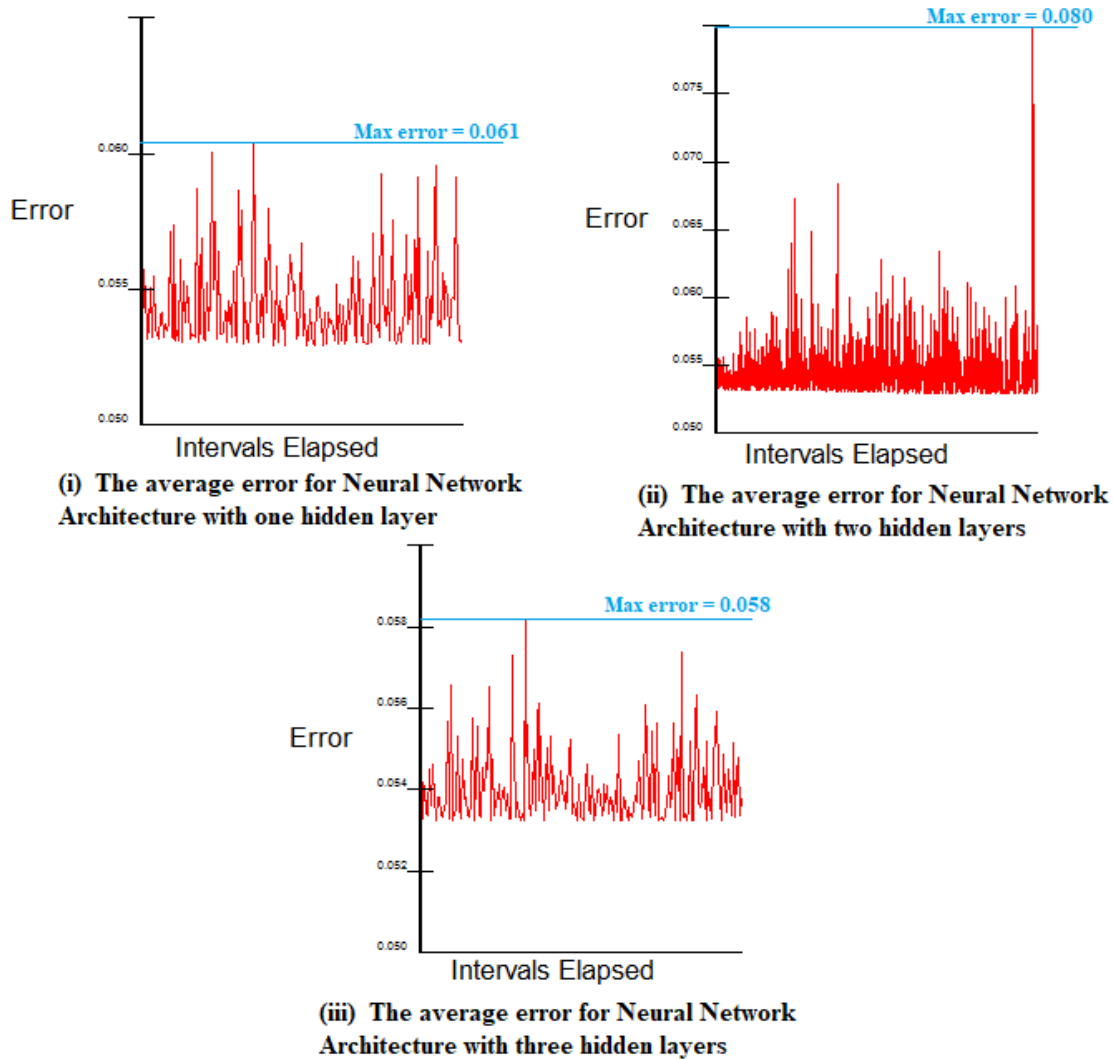 Max error = 0.061
0.060
Error
0.055
0.050
Intervals Elapsed
(i) The average error for Neural Network
Architecture with one hidden layer
Max error = 0.080
0.075
0.070
0.065
Error
0.060
0.055
0.050
Intervals Elapsed
(ii) The average error for Neural Network
Architecture with two hidden layers
Max error = 0.058
0.058
0.056
Error
0.054
0.052
0.050
Intervals Elapsed
(iii) The average error for Neural Network
Architecture with three hidden layers